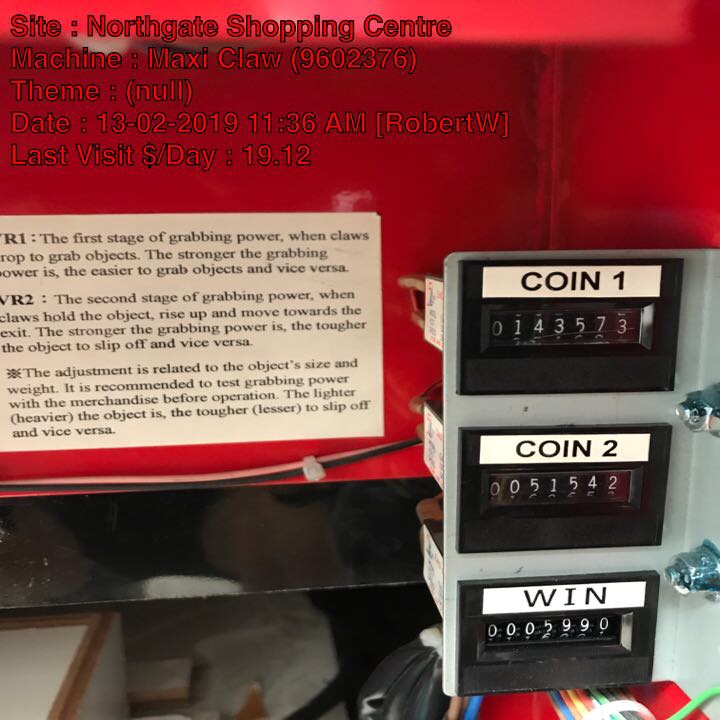 Site : Northgate Shopping Centre
Machine : Maxi Claw (9602376)
Theme : (null)
Date : 13-02-2019 11:36 AM [RobertW]
Last Visit $/Day : 19.12
VR1 : The first stage of grabbing power, when claws
rop to grab objects. The stronger the grabbing
ower is, the easier to grab objects and vice versa.
VR2 : The second stage of grabbing power, when
claws hold the object, rise up and move towards the
exit. The stronger the grabbing power is, the tougher
the object to slip off and vice versa.
※The adjustment is related to the object's size and
weight. It is recommended to test grabbing power
with the merchandise before operation. The lighter
(heavier) the object is, the tougher (lesser) to slip off
and vice versa.
COIN 1
0143573
COIN 2
0051542
WIN
0005990